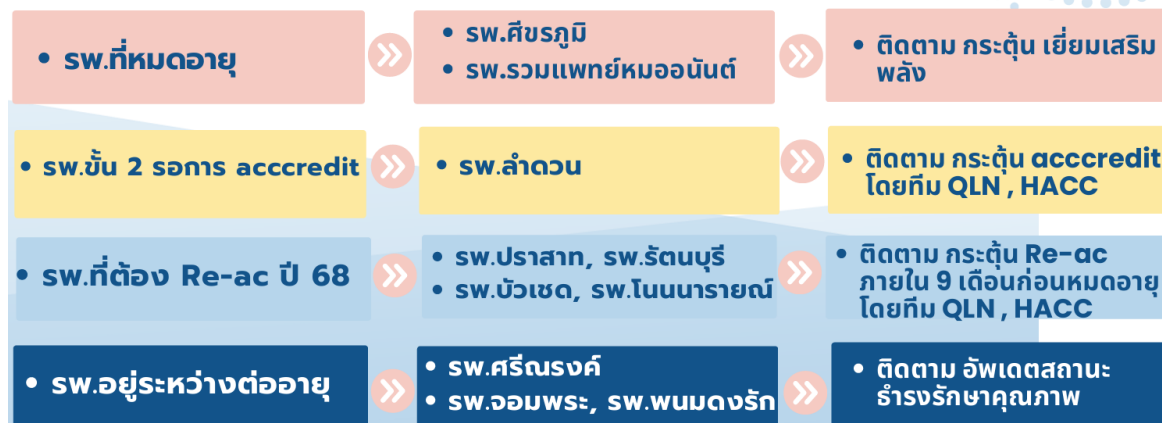 • รพ.ที่หมดอายุ
• รพ.ศีขรภูมิ
• รพ.รวมแพทย์หมออนันต์
• ติดตาม กระตุ้น เยี่ยมเสริม
พลัง
• รพ.ขั้น 2 รอการ acccredit
• รพ.ลำดวน
• ติดตาม กระตุ้น acccredit
โดยทีม QLN , HACC
• รพ.ที่ต้อง Re-ac ปี 68
• รพ.ปราสาท, รพ.รัตนบุรี
• รพ.บัวเชด, รพ.โนนนารายณ์
• ติดตาม กระตุ้น Re-ac
ภายใน 9 เดือนก่อนหมดอายุ
โดยทีม QLN , HACC
• รพ.อยู่ระหว่างต่ออายุ
• รพ.ศรีณรงค์
• รพ.จอมพระ, รพ.พนมดงรัก
• ติดตาม อัพเดตสถานะ
ธำรงรักษาคุณภาพ